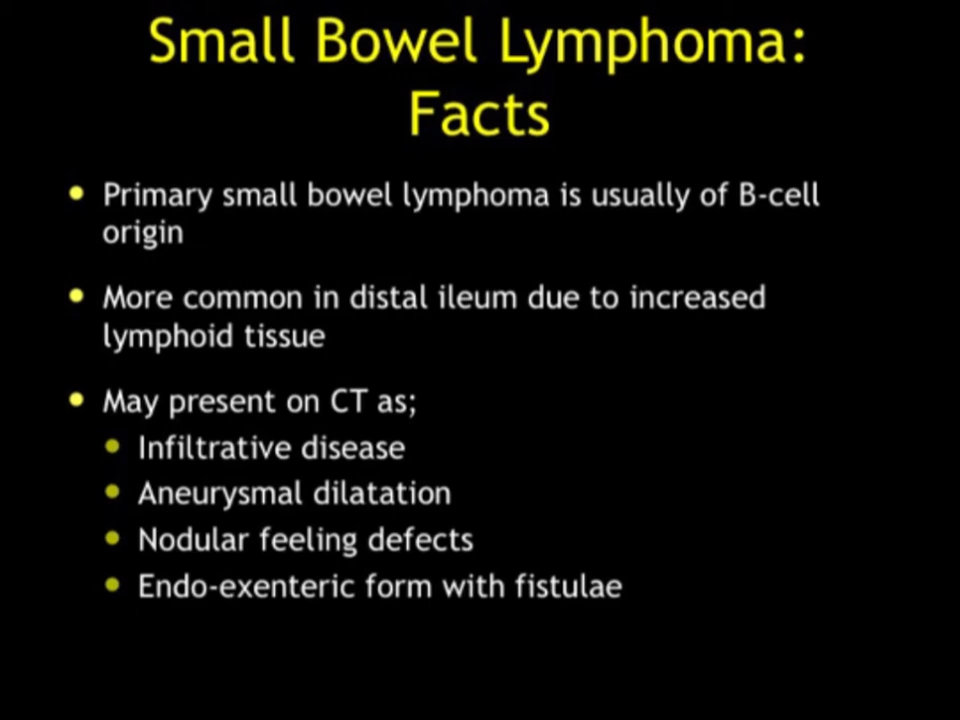 Small Bowel Lymphoma:
Facts
• Primary small bowel lymphoma is usually of B-cell
origin
• More common in distal ileum due to increased
lymphoid tissue
• May present on CT as;
• Infiltrative disease
• Aneurysmal dilatation
• Nodular feeling defects
• Endo-exenteric form with fistulae